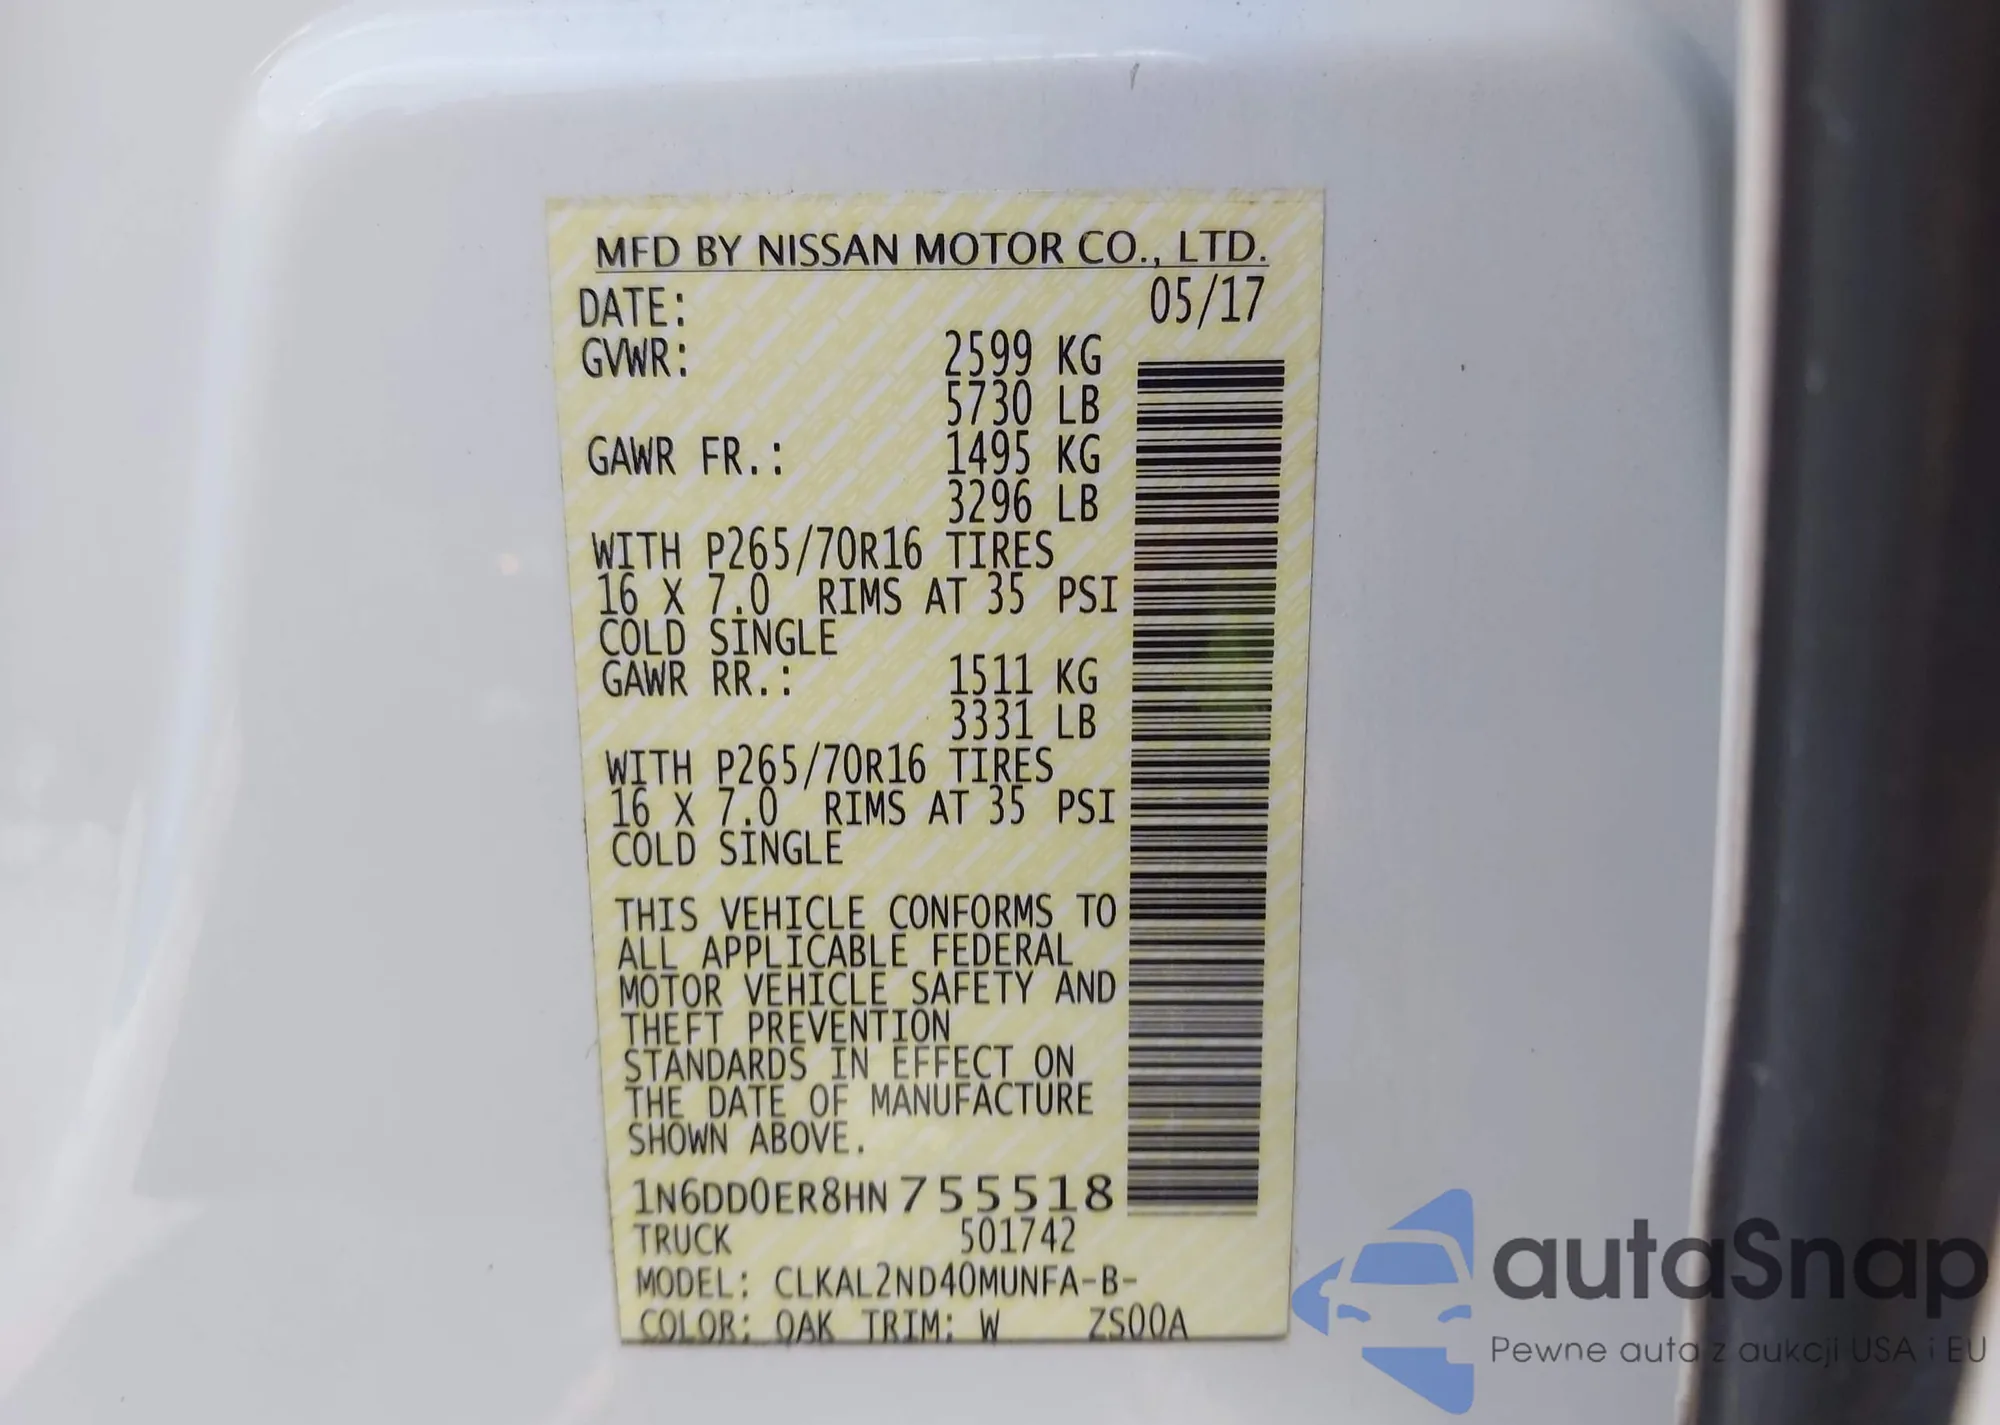 MFD BY NISSAN MOTOR CO., LTD.
DATE: 05/17
GVWR: 2599 KG
5730 LB
GAWR FR.: 1495 KG
3296 LB
WITH P265/70R16 TIRES
16 X 7.0 RIMS AT 35 PSI
COLD SINGLE
GAWR RR.: 1511 KG
3331 LB
WITH P265/70R16 TIRES
16 X 7.0 RIMS AT 35 PSI
COLD SINGLE
THIS VEHICLE CONFORMS TO
ALL APPLICABLE FEDERAL
MOTOR VEHICLE SAFETY AND
THEFT PREVENTION
STANDARDS IN EFFECT ON
THE DATE OF MANUFACTURE
SHOWN ABOVE.
1N6DD0ER8HN755518
TRUCK 501742
MODEL: CLKAL2ND40MUNFA-B-
COLOR: QAK TRIM: W ZS00A
autaSnap
Pewne auta z aukcji USA i EU